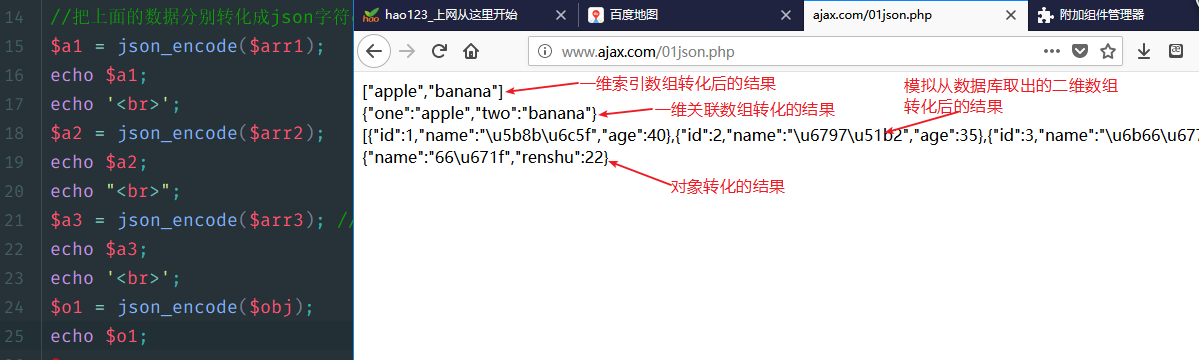 14 //把上面的数据分别转化成json字符
15 $a1 = json_encode($arr1);
16 echo $a1;
17 echo '<br>';
18 $a2 = json_encode($arr2);
19 echo $a2;
20 echo "<br>";
21 $a3 = json_encode($arr3); //
22 echo $a3;
23 echo '<br>';
24 $o1 = json_encode($obj);
25 echo $o1;
hao
hao123_上网从这里开始
百度地图
ajax.com/01json.php
附加组件管理器
www.ajax.com/01json.php
["apple","banana"]
一维索引数组转化后的结果
模拟从数据库取出的二维数组
转化后的结果
{"one":"apple","two":"banana"}
一维关联数组转化的结果
[{"id":1,"name":"\u5b8b\u6c5f","age":40},{"id":2,"name":"\u6797\u51b2","age":35},{"id":3,"name":"\u6b66\u677
{"name":"66\u671f","renshu":22}
对象转化的结果